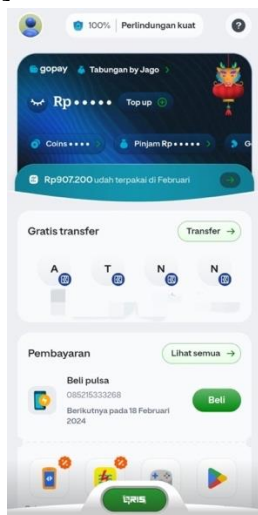 100% Perlindungan kuat ?
gopay Tabungan by Jago
Rp ••••• Top up
Coins •••• Pinjam Rp••••• G
Rp907.200 udah terpakai di Februari
Gratis transfer Transfer →
A T N N
Pembayaran Lihat semua →
Beli pulsa
085215333268
Beli
Berikutnya pada 18 Februari
2024
QRIS